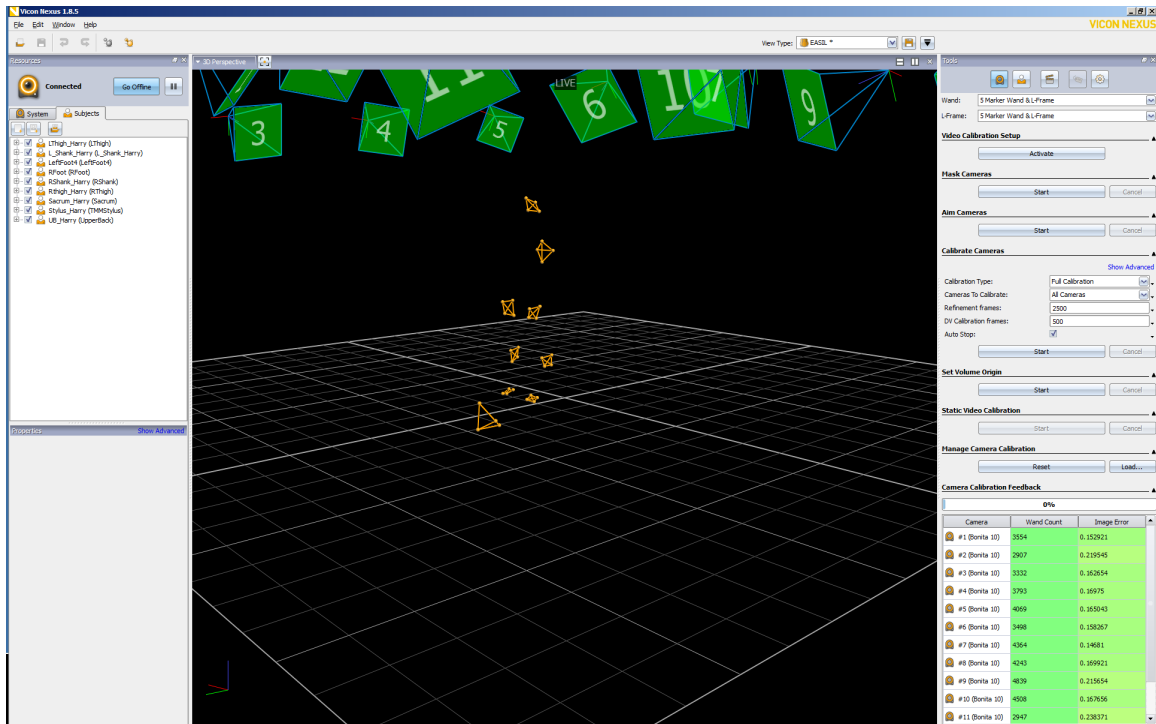 Vicon Nexus 1.8.5
File Edit Window Help
VICON NEXUS
View Type: EASIL *
Resources
Connected
Go Offline
System Subjects
LThigh_Harry (LThigh)
L_Shank_Harry (L_Shank_Harry)
LeftFoot4 (LeftFoot4)
RFoot (RFoot)
RShank_Harry (RShank)
Rthigh_Harry (RThigh)
Sacrum_Harry (Sacrum)
Stylus_Harry (TMMStylus)
UB_Harry (UpperBack)
Properties Show Advanced
3D Perspective
LIVE
11
10
3
4
5
6
9
Tools
Wand: 5 Marker Wand & L-Frame
L-Frame: 5 Marker Wand & L-Frame
Video Calibration Setup
Activate
Mask Cameras
Start Cancel
Aim Cameras
Start Cancel
Calibrate Cameras
Show Advanced
Calibration Type: Full Calibration
Cameras To Calibrate: All Cameras
Refinement frames: 2500
DV Calibration frames: 500
Auto Stop:
Start Cancel
Set Volume Origin
Start Cancel
Static Video Calibration
Start Cancel
Manage Camera Calibration
Reset Load...
Camera Calibration Feedback
0%
Camera Wand Count Image Error
#1 (Bonita 10) 3554 0.152921
#2 (Bonita 10) 2907 0.219545
#3 (Bonita 10) 3332 0.162654
#4 (Bonita 10) 3793 0.16975
#5 (Bonita 10) 4069 0.165043
#6 (Bonita 10) 3498 0.158267
#7 (Bonita 10) 4364 0.14681
#8 (Bonita 10) 4243 0.169921
#9 (Bonita 10) 4839 0.215654
#10 (Bonita 10) 4508 0.167656
#11 (Bonita 10) 2947 0.238371